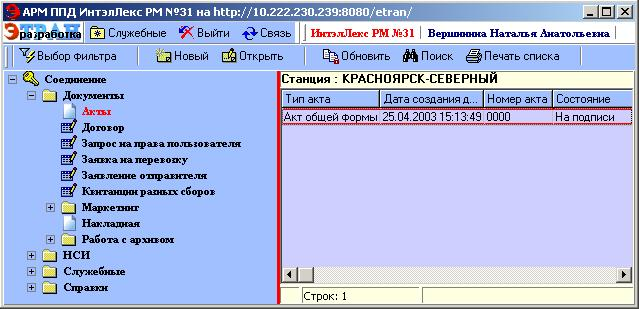 АРМ ППД ИнтэлЛекс РМ №31 на http://10.222.230.239:8080/etran/
ЭТРАН разработка Служебные Выйти Связь ИнтелЛекс РМ №31 Вершинина Наталья Анатольевна
Выбор фильтра Новый Открыть Обновить Поиск Печать списка
Соединение
Документы
Акты
Договор
Запрос на права пользователя
Заявка на перевозку
Заявление отправителя
Квитанции разных сборов
Маркетинг
Накладная
Работа с архивом
НСИ
Служебные
Справки
Станция : КРАСНОЯРСК-СЕВЕРНЫЙ
Тип акта Дата создания д... Номер акта Состояние
Акт общей формы 25.04.2003 15:13:49 0000 На подписи
Строк: 1